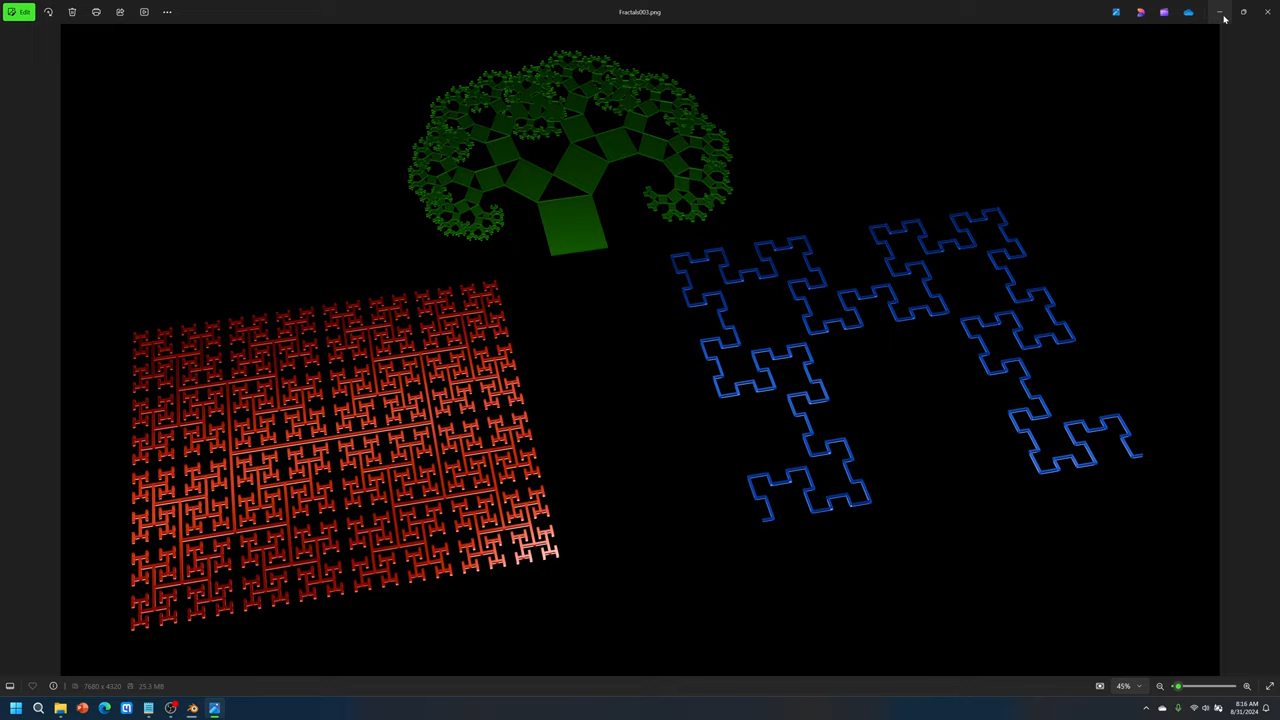 Edit
Fractals003.png
7680 x 4320
25.3 MB
45%
8:16 AM
8/31/2024